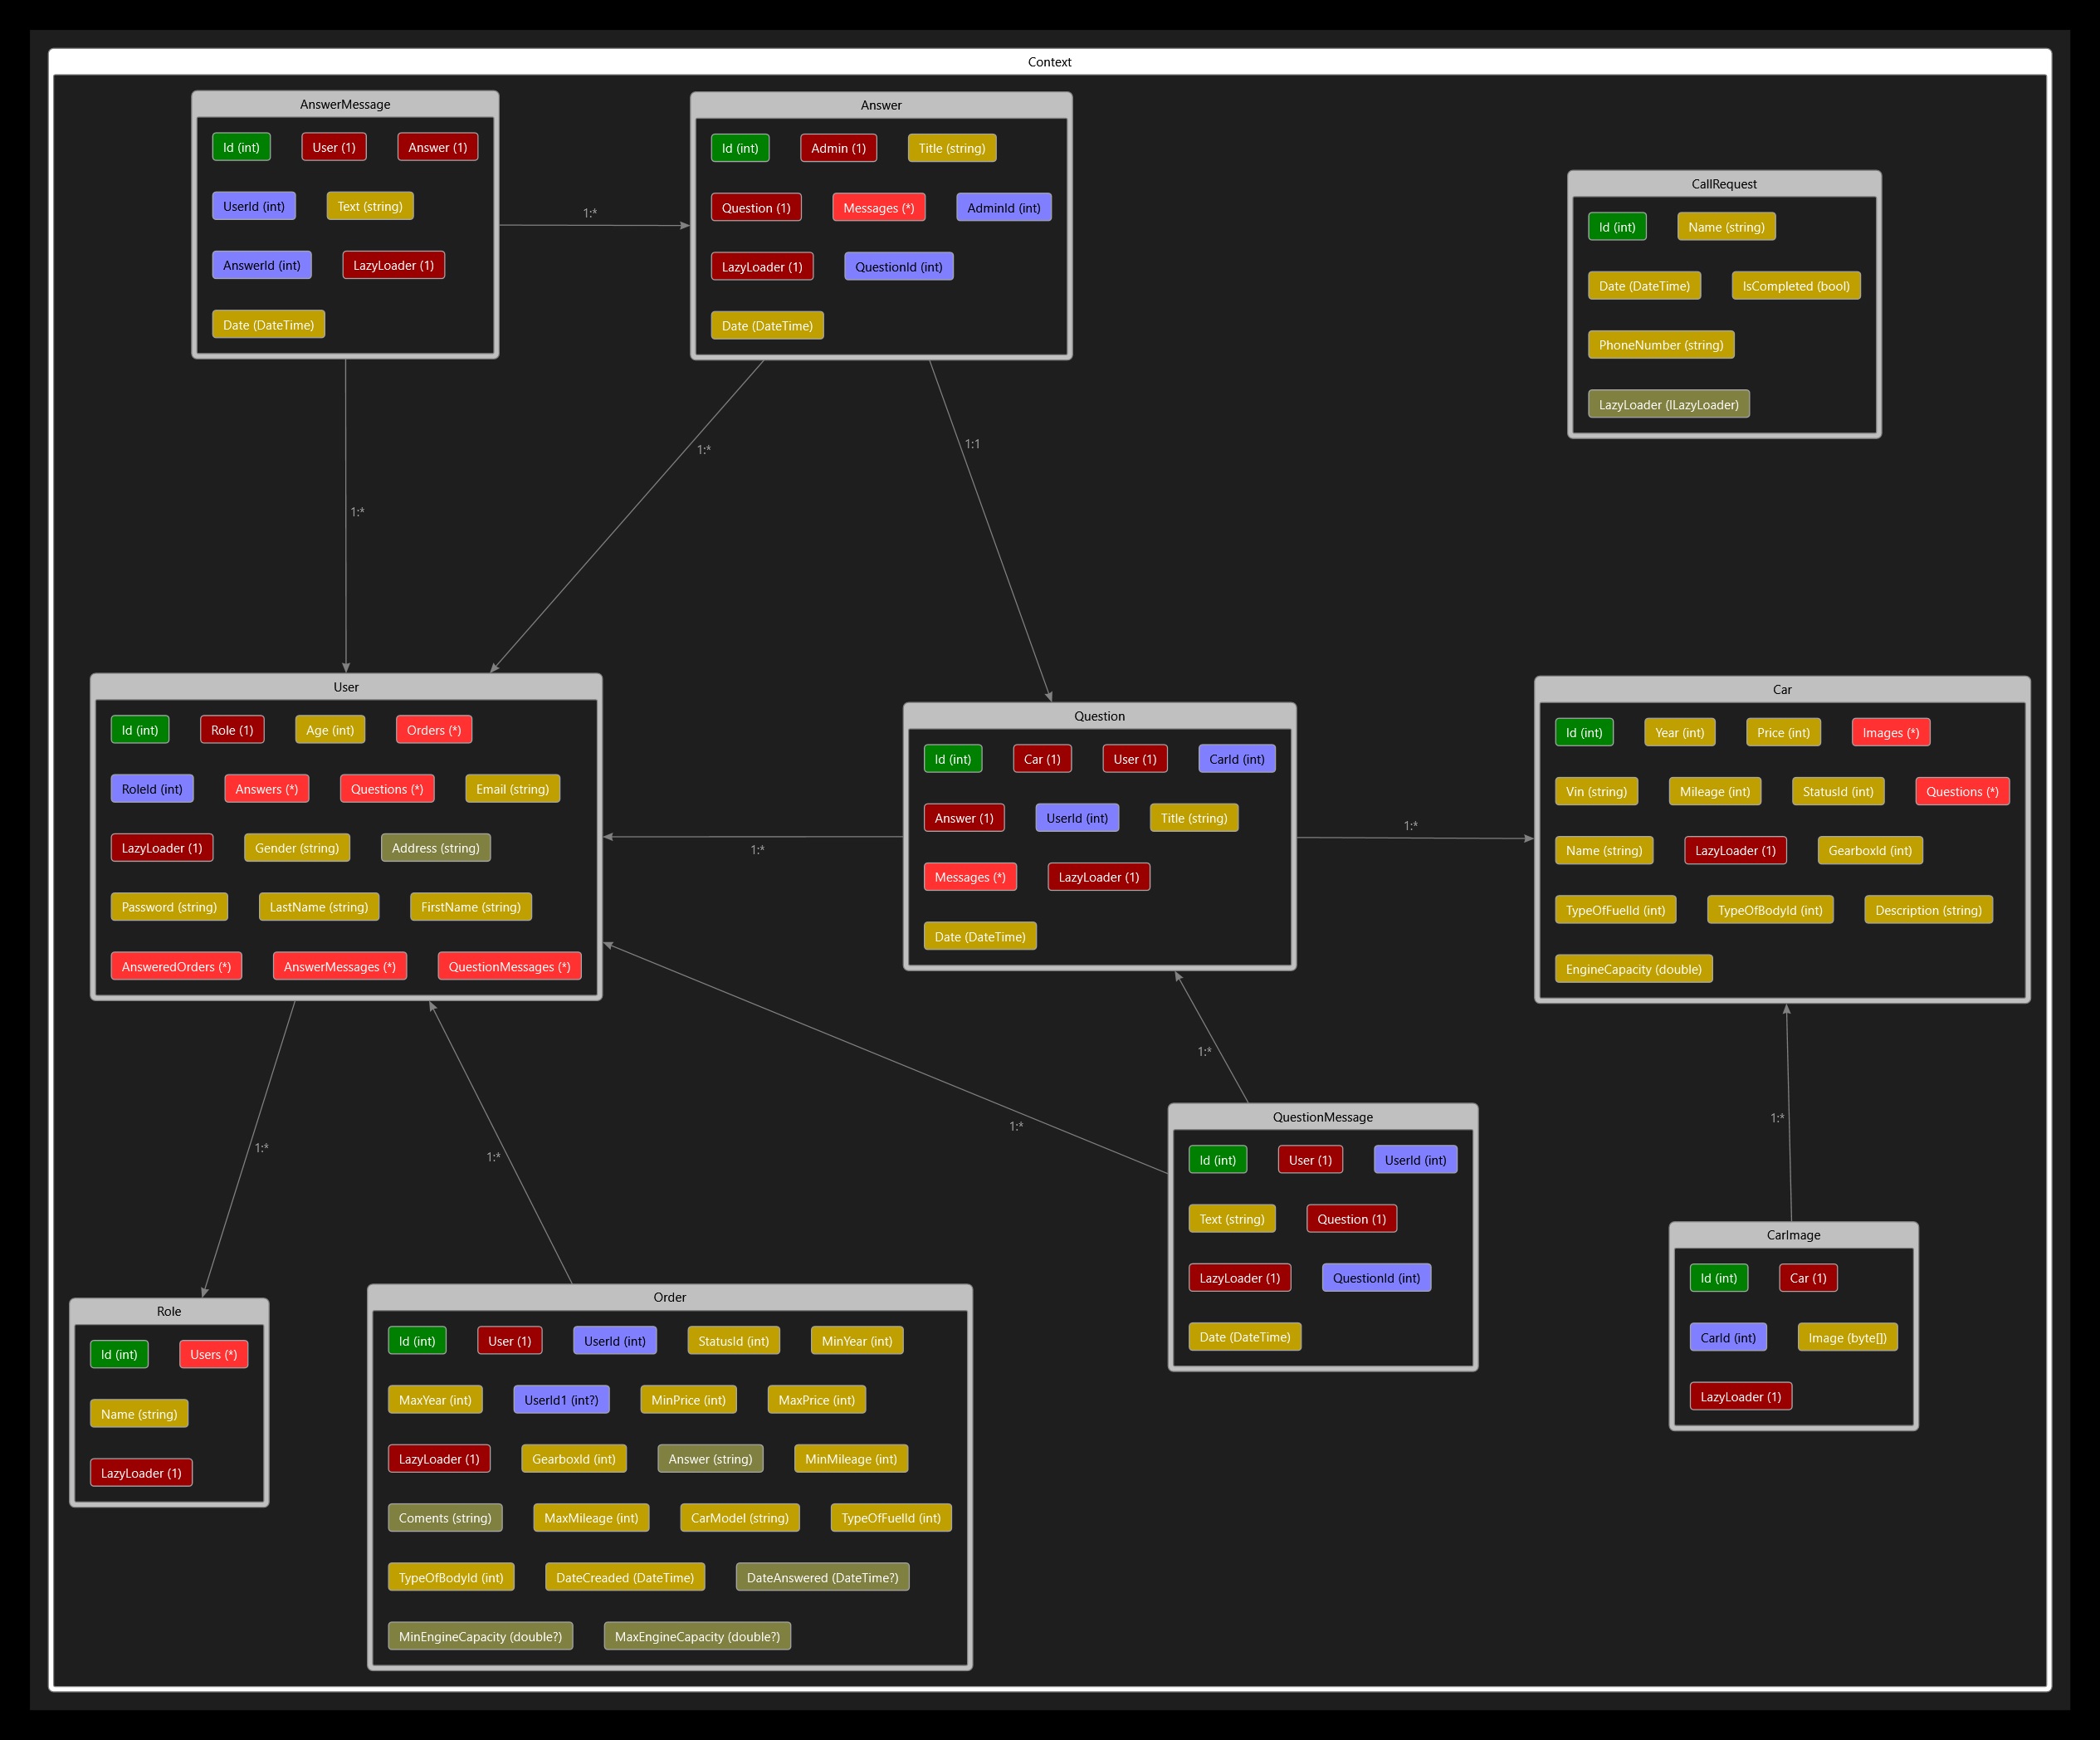 Context
AnswerMessage
Id (int) User (1) Answer (1)
UserId (int) Text (string)
AnswerId (int) LazyLoader (1)
Date (DateTime)
1:*
Answer
Id (int) Admin (1) Title (string)
Question (1) Messages (*) AdminId (int)
LazyLoader (1) QuestionId (int)
Date (DateTime)
CallRequest
Id (int) Name (string)
Date (DateTime) IsCompleted (bool)
PhoneNumber (string)
LazyLoader (ILazyLoader)
1:*
1:*
1:1
User
Id (int) Role (1) Age (int) Orders (*)
RoleId (int) Answers (*) Questions (*) Email (string)
LazyLoader (1) Gender (string) Address (string)
Password (string) LastName (string) FirstName (string)
AnsweredOrders (*) AnswerMessages (*) QuestionMessages (*)
1:*
Question
Id (int) Car (1) User (1) CarId (int)
Answer (1) UserId (int) Title (string)
Messages (*) LazyLoader (1)
Date (DateTime)
1:*
Car
Id (int) Year (int) Price (int) Images (*)
Vin (string) Mileage (int) StatusId (int) Questions (*)
Name (string) LazyLoader (1) GearboxId (int)
TypeOfFuelId (int) TypeOfBodyId (int) Description (string)
EngineCapacity (double)
1:*
1:*
1:*
1:*
1:*
QuestionMessage
Id (int) User (1) UserId (int)
Text (string) Question (1)
LazyLoader (1) QuestionId (int)
Date (DateTime)
CarImage
Id (int) Car (1)
CarId (int) Image (byte[])
LazyLoader (1)
Role
Id (int) Users (*)
Name (string)
LazyLoader (1)
Order
Id (int) User (1) UserId (int) StatusId (int) MinYear (int)
MaxYear (int) UserId1 (int?) MinPrice (int) MaxPrice (int)
LazyLoader (1) GearboxId (int) Answer (string) MinMileage (int)
Coments (string) MaxMileage (int) CarModel (string) TypeOfFuelId (int)
TypeOfBodyId (int) DateCreaded (DateTime) DateAnswered (DateTime?)
MinEngineCapacity (double?) MaxEngineCapacity (double?)